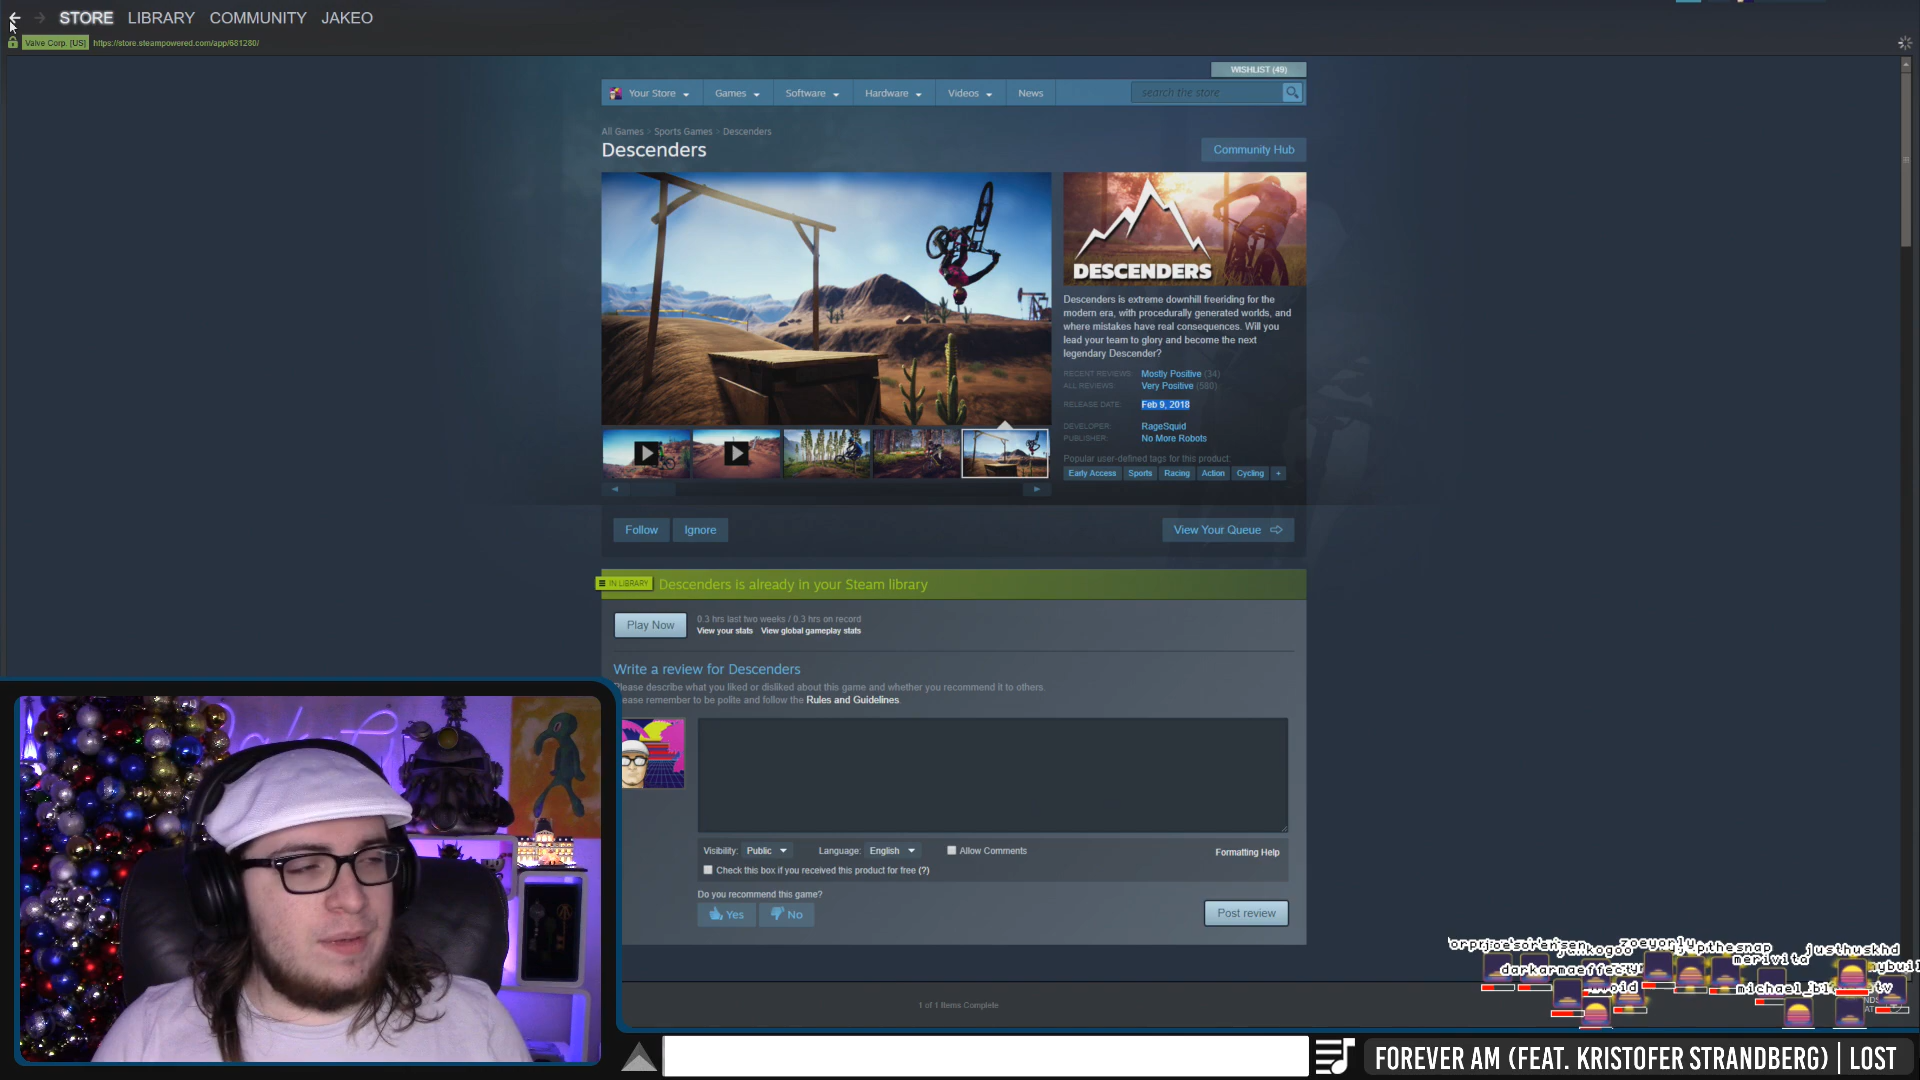 STORE LIBRARY COMMUNITY JAKEO
Valve Corp. [US] https://store.steampowered.com/app/681280/
WISHLIST (49)
Your Store Games Software Hardware Videos News search the store
All Games > Sports Games > Descenders
Descenders
Community Hub
DESCENDERS
Descenders is extreme downhill freeriding for the
modern era, with procedurally generated worlds, and
where mistakes have real consequences. Will you
lead your team to glory and become the next
legendary Descender?
RECENT REVIEWS: Mostly Positive (34)
ALL REVIEWS: Very Positive (580)
RELEASE DATE: Feb 9, 2018
DEVELOPER: RageSquid
PUBLISHER: No More Robots
Popular user-defined tags for this product:
Early Access Sports Racing Action Cycling +
Follow Ignore View Your Queue
IN LIBRARY Descenders is already in your Steam library
Play Now
0.3 hrs last two weeks / 0.3 hrs on record
View your stats View global gameplay stats
Write a review for Descenders
Please describe what you liked or disliked about this game and whether you recommend it to others.
ease remember to be polite and follow the Rules and Guidelines.
Visibility: Public Language: English Allow Comments Formatting Help
Check this box if you received this product for free (?)
Do you recommend this game?
Yes No Post review
zoeyorly justhuskhd
merivita
darkarmaeffect
1 of 1 Items Complete
FOREVER AM (FEAT. KRISTOFER STRANDBERG) | LOST